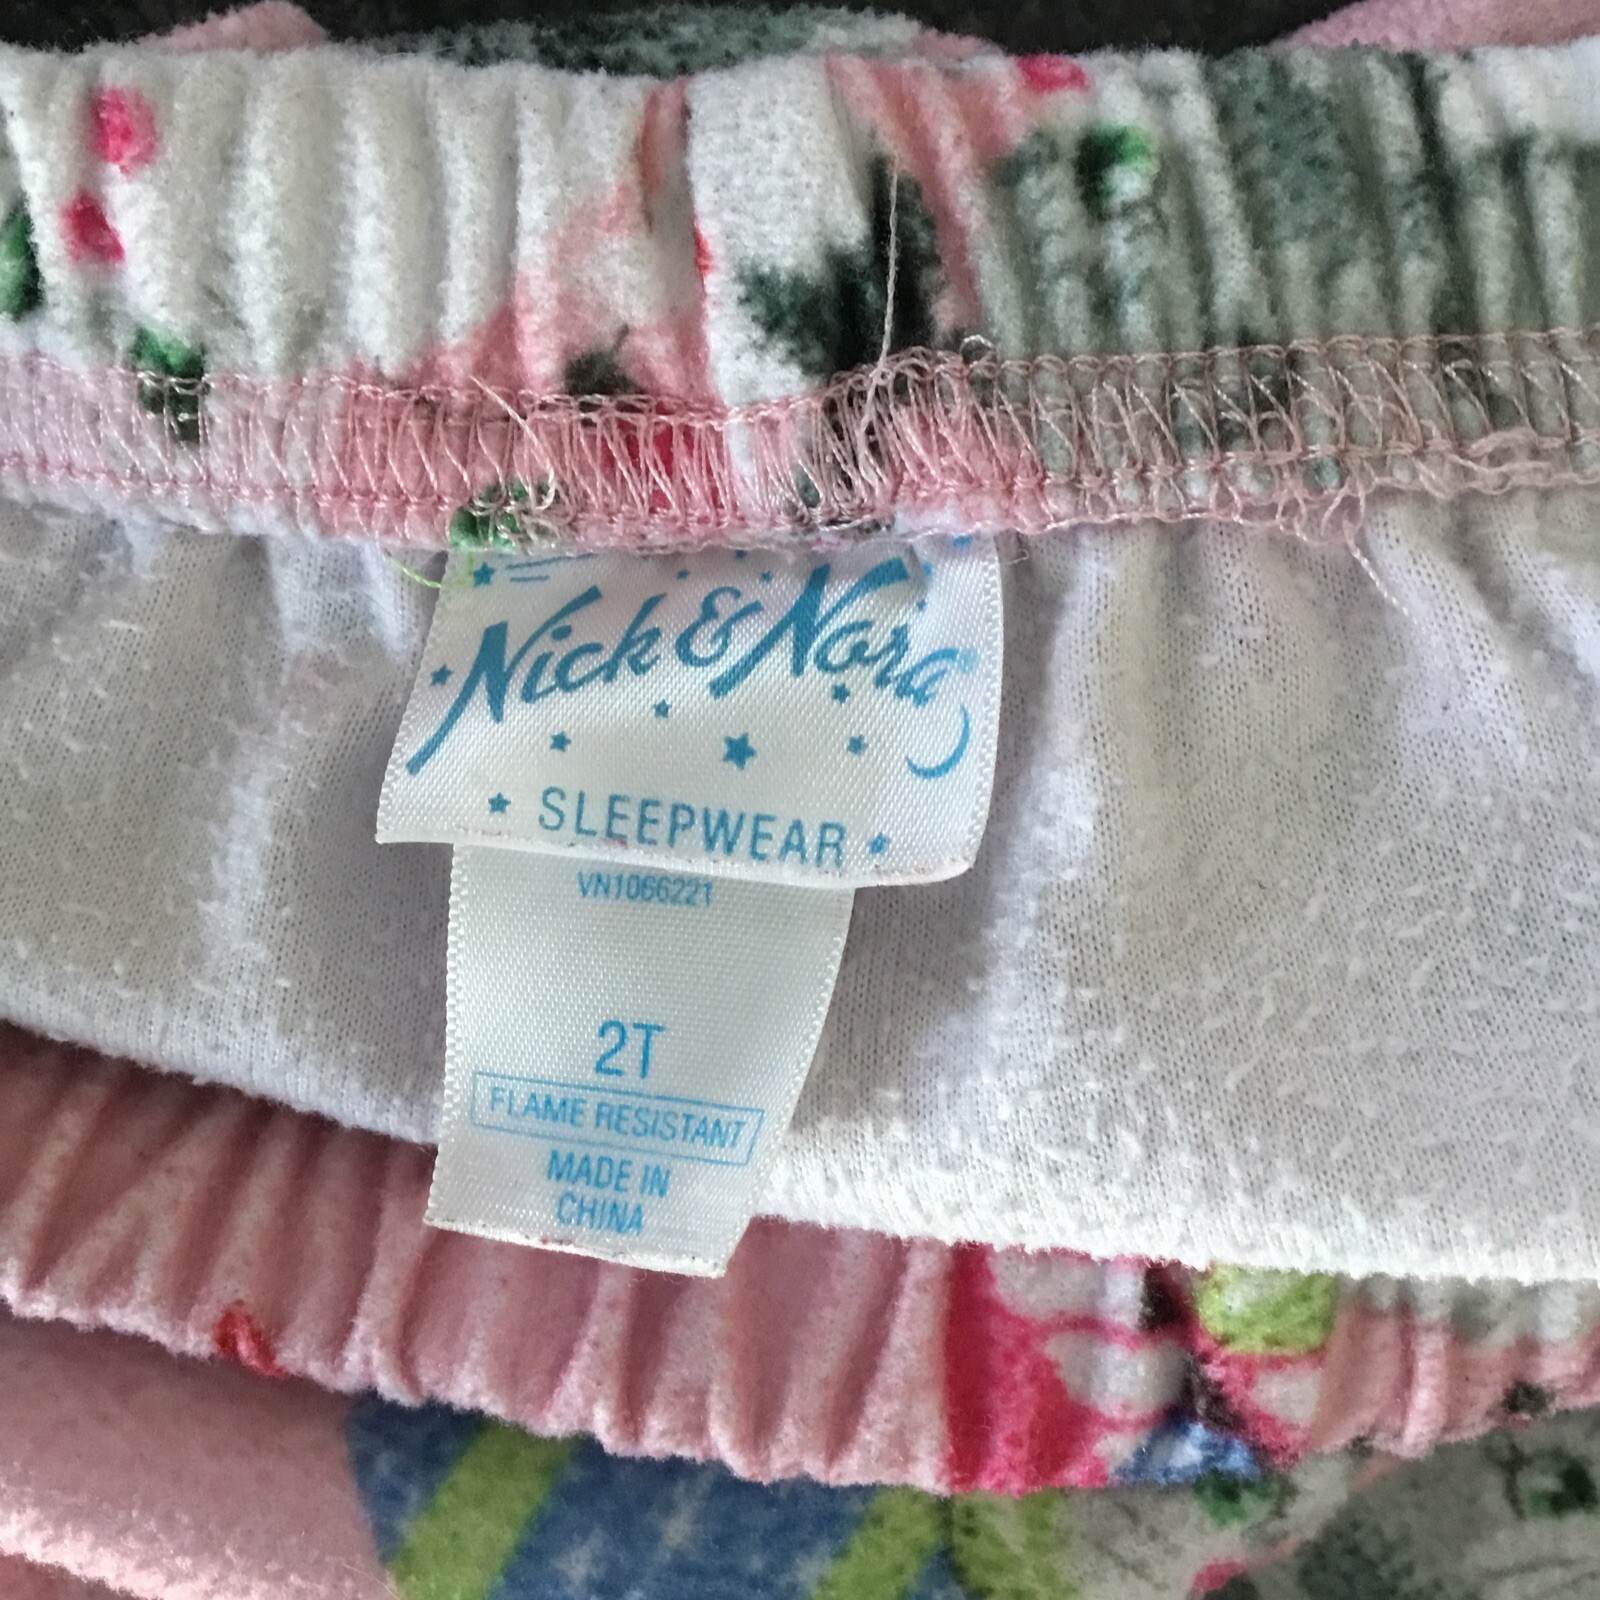 Nick & Nora
SLEEPWEAR
VN1066221
2T
FLAME RESISTANT
MADE IN
CHINA